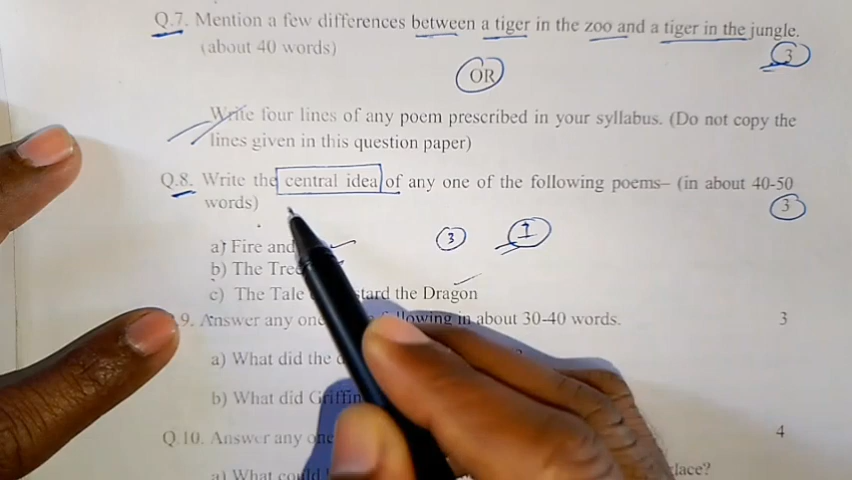 Q.7. Mention a few differences between a tiger in the zoo and a tiger in the jungle.
(about 40 words) 3
OR
Write four lines of any poem prescribed in your syllabus. (Do not copy the
lines given in this question paper)
Q.8. Write the central idea of any one of the following poems– (in about 40-50
words) 3
a) Fire and
3 1
b) The Tree
c) The Tale stard the Dragon
9. Answer any one following in about 30-40 words. 3
a) What did the
b) What did Griffin
Q.10. Answer any one 4
a) What could lace?